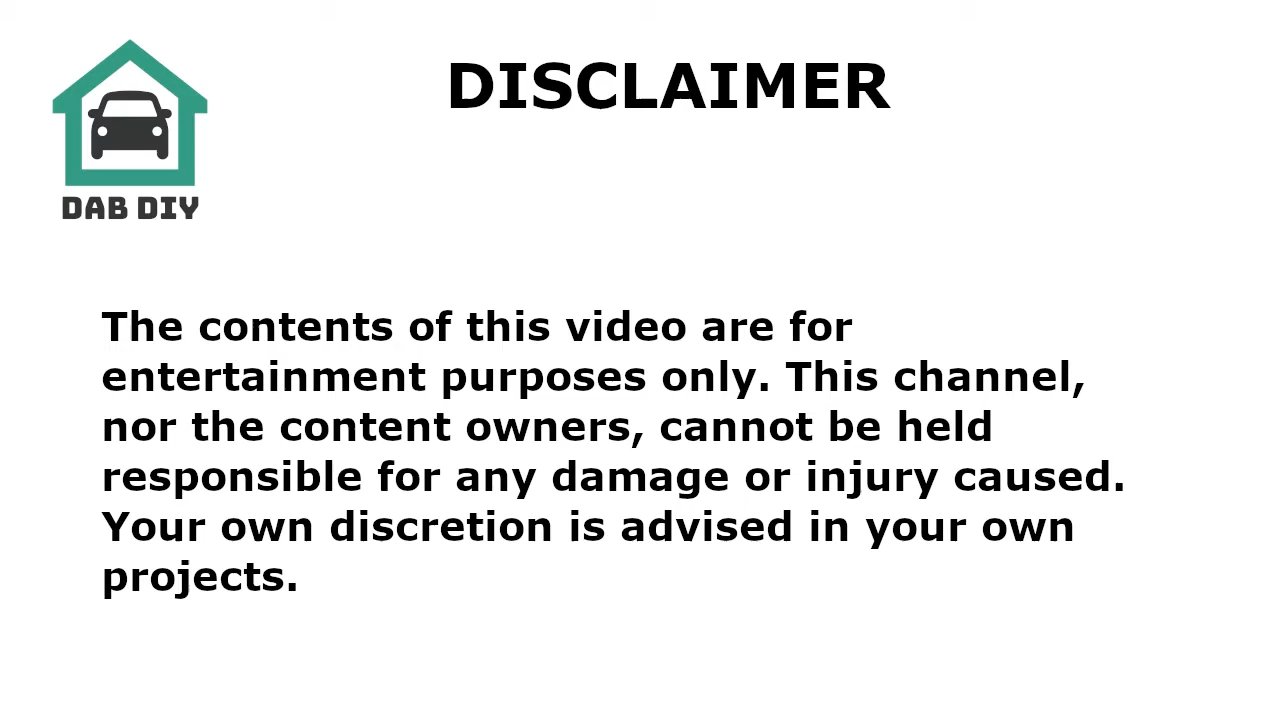 DISCLAIMER
DAB DIY
The contents of this video are for
entertainment purposes only. This channel,
nor the content owners, cannot be held
responsible for any damage or injury caused.
Your own discretion is advised in your own
projects.